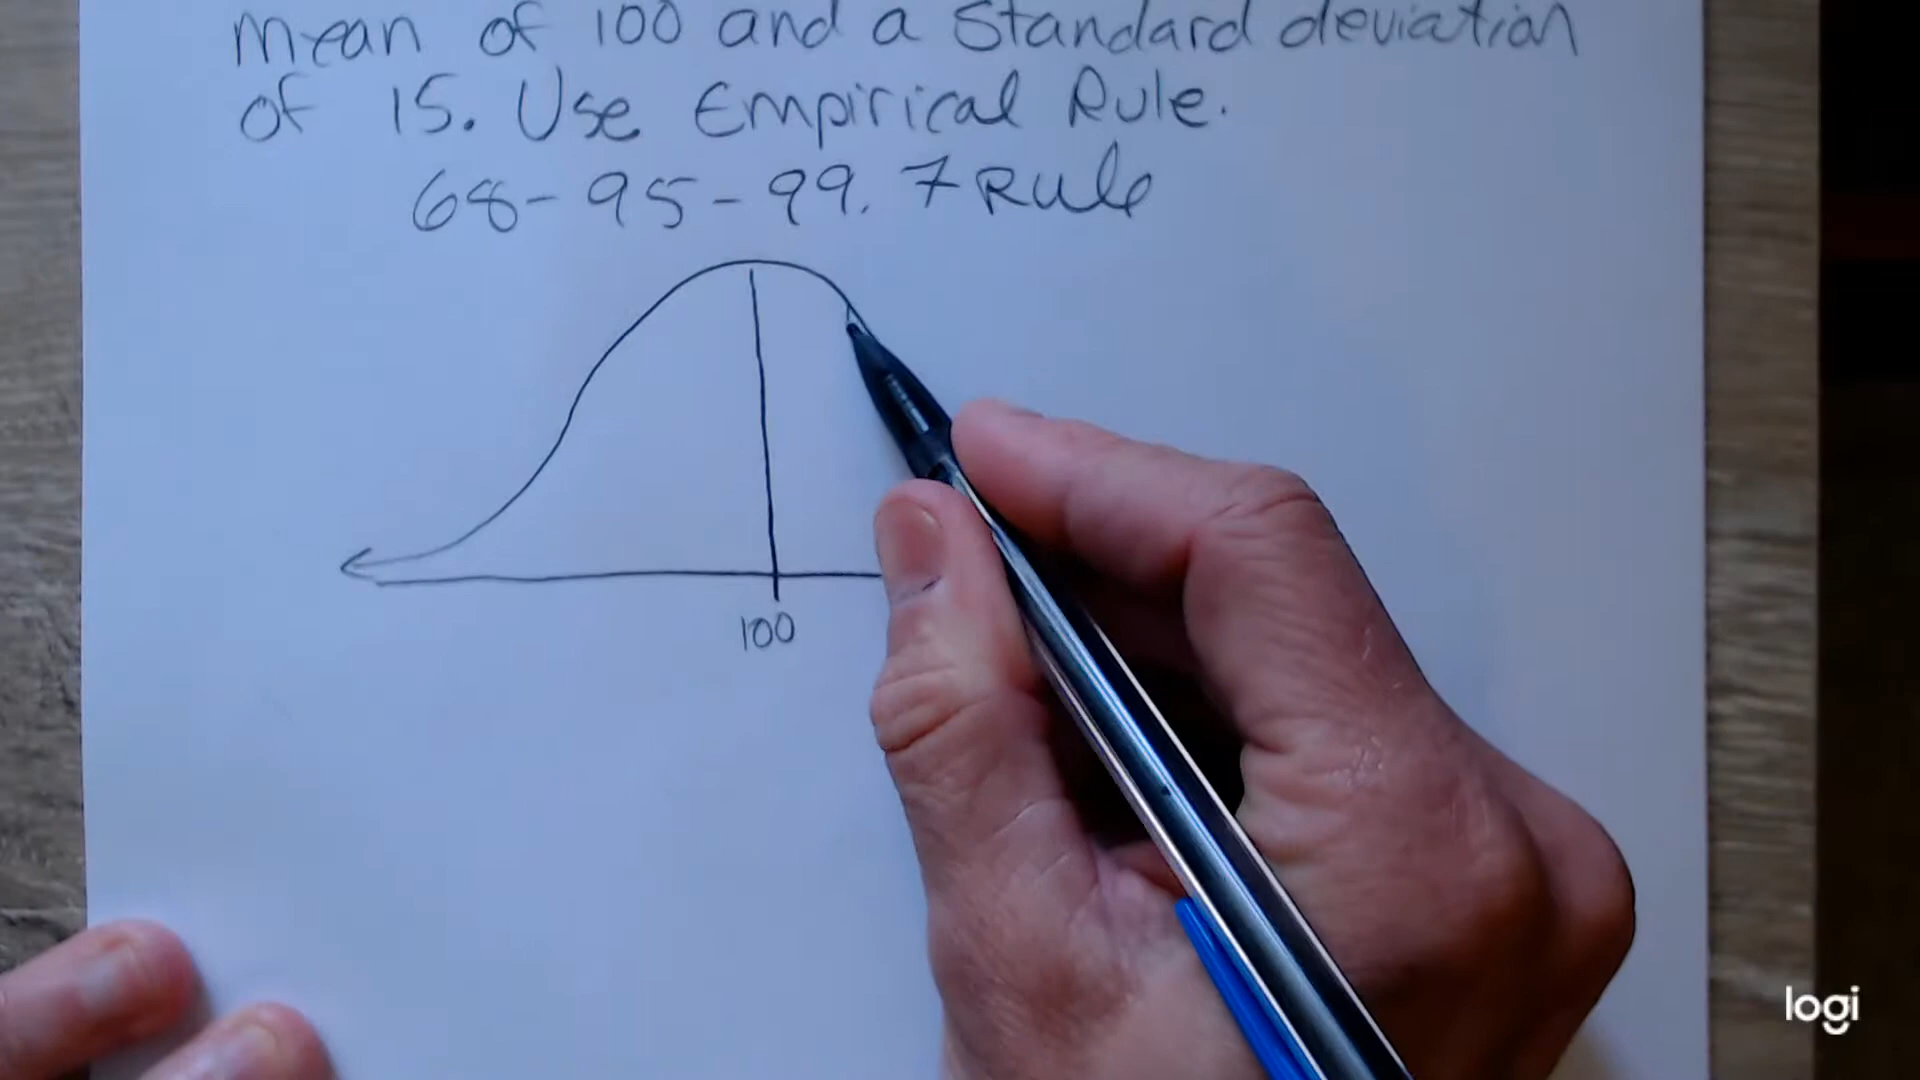 mean of 100 and a standard deviation
of 15. Use Empirical Rule.
68-95-99.7 Rule
100
logi